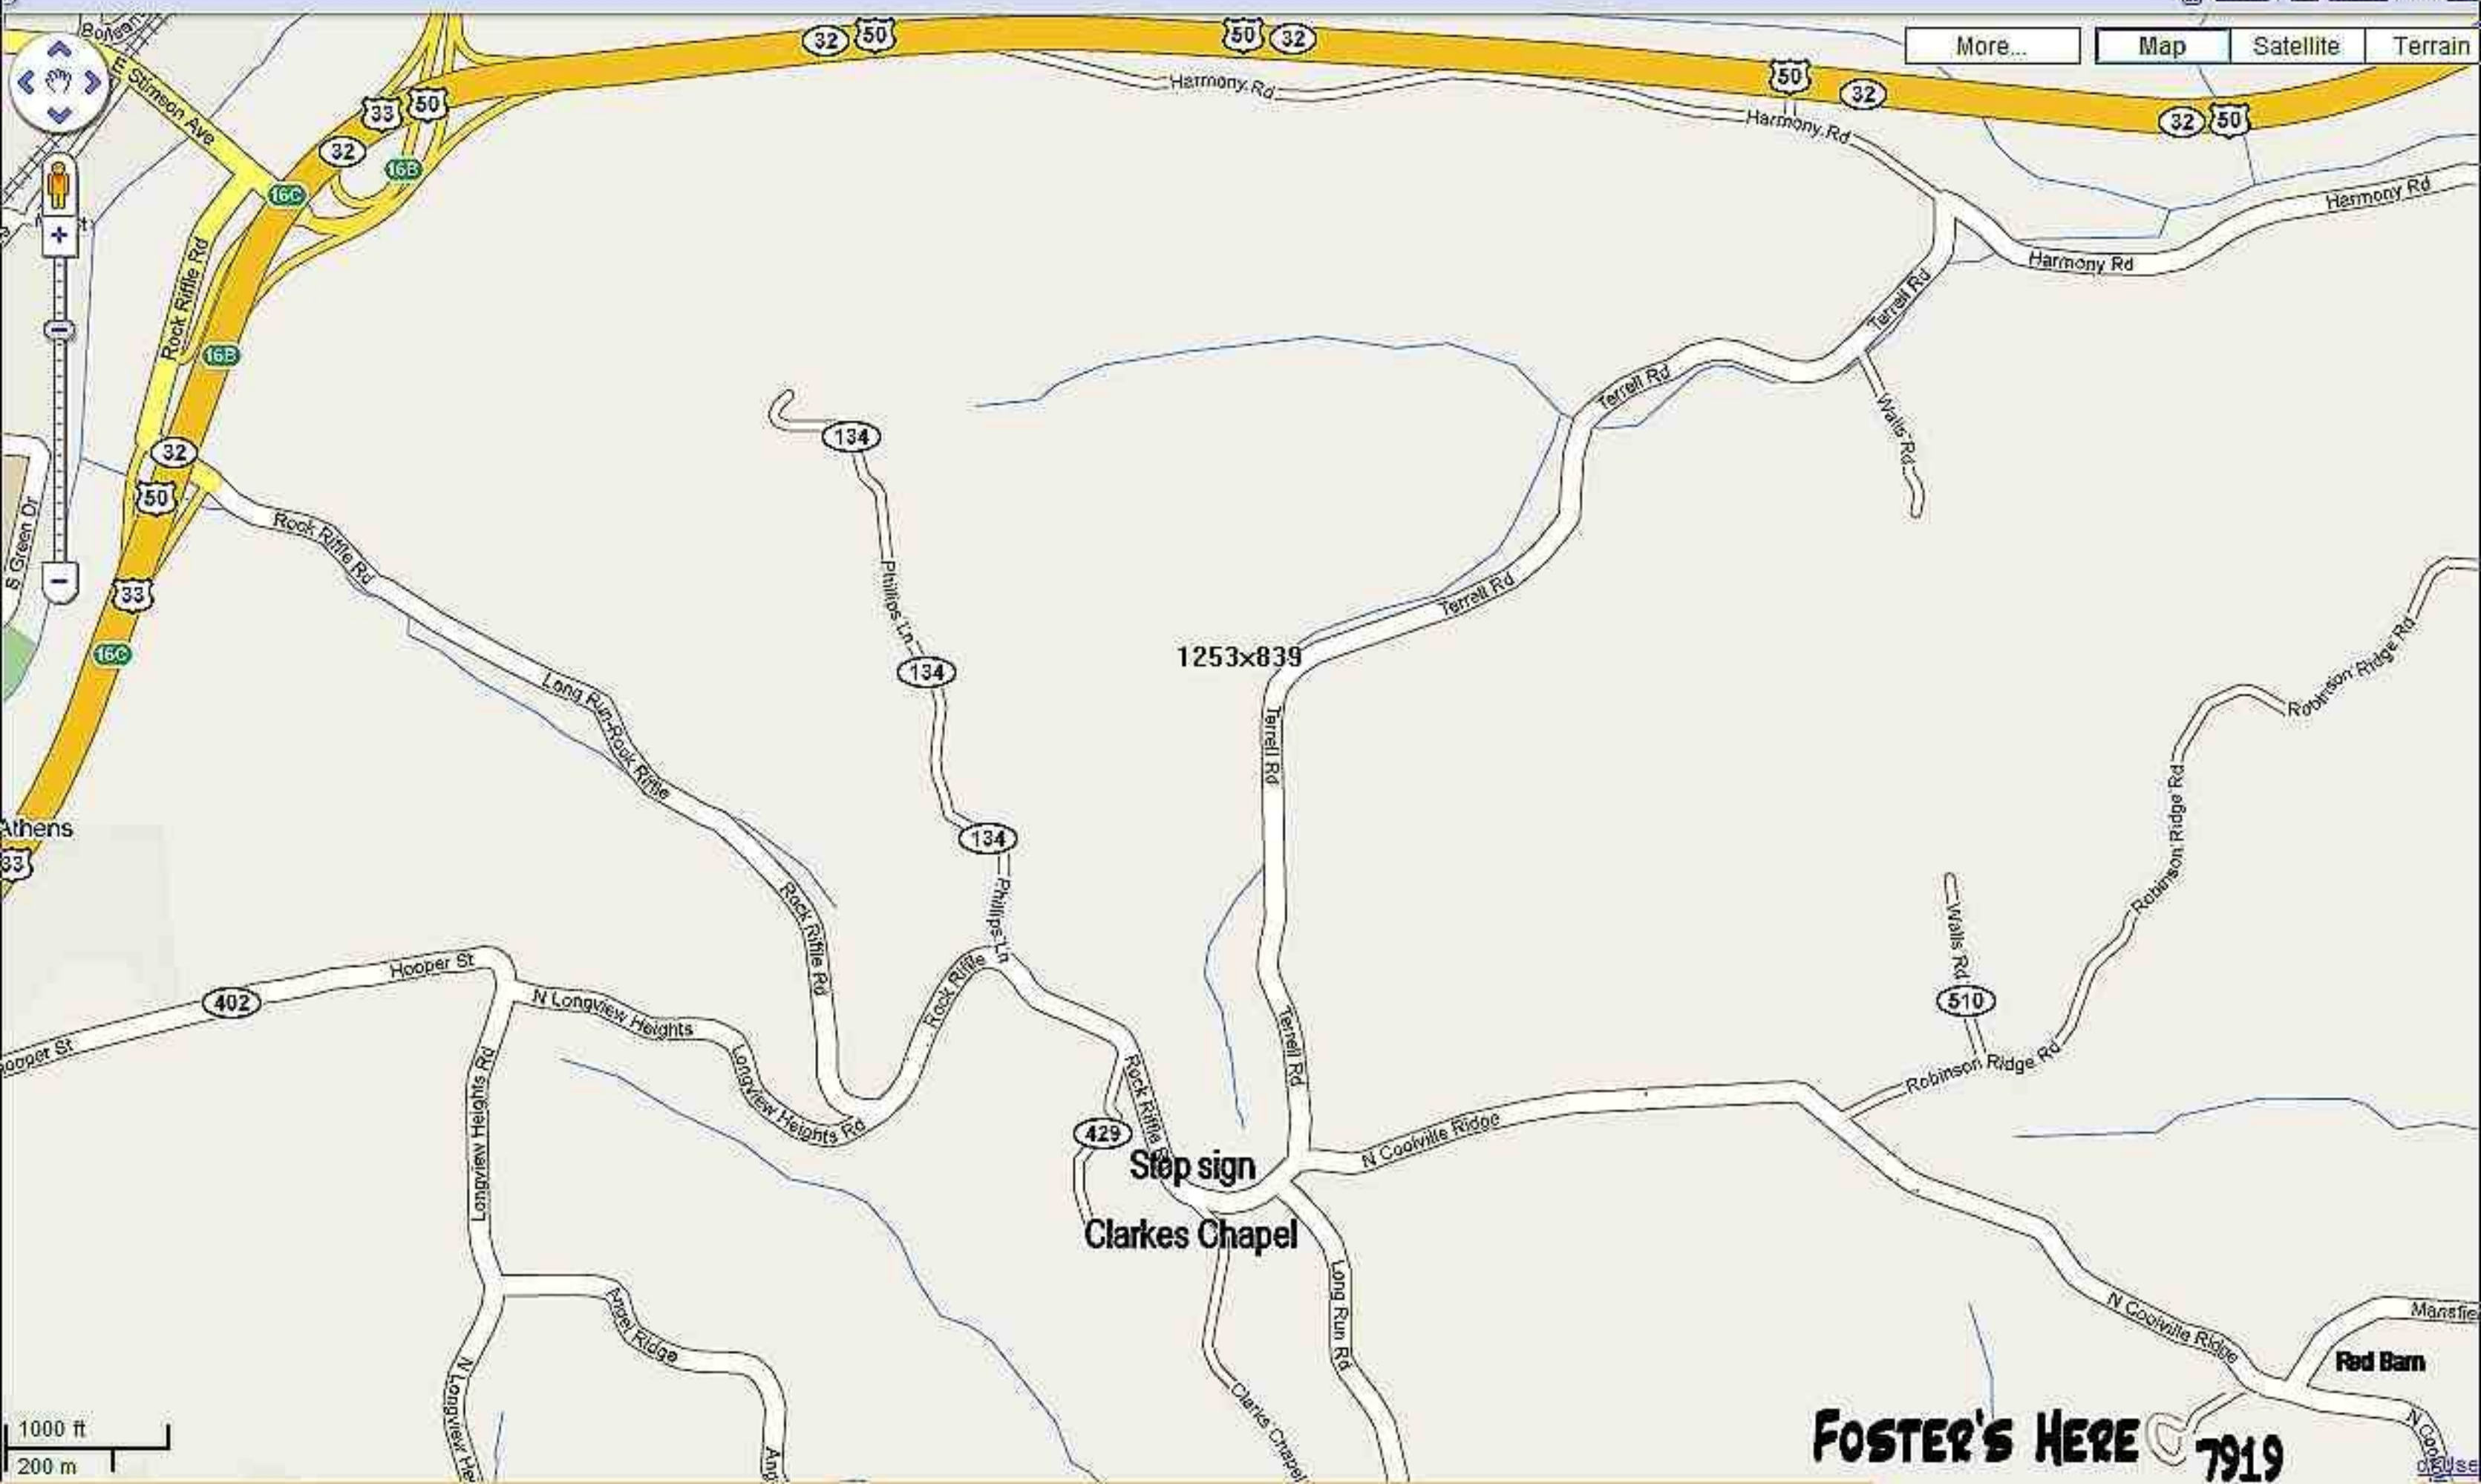 More...
Map
Satellite
Terrain
E Stimson Ave
32
50
50
32
50
32
32
50
Harmony Rd
Harmony Rd
Harmony Rd
Harmony Rd
33
50
32
16B
16C
Rock Riffle Rd
16B
+
32
50
33
16C
S Green Dr
Rock Riffle Rd
134
Phillips Ln
134
134
Phillips Ln
Terrell Rd
Terrell Rd
Walls Rd
Terrell Rd
1253x839
Terrell Rd
Terrell Rd
Robinson Ridge Rd
Robinson Ridge Rd
Long Run-Rock Riffle
Athens
33
Rock Riffle Rd
Rock Riffle
Walls Rd
510
Robinson Ridge Rd
Hooper St
402
ooper St
N Longview Heights
Longview Heights Rd
Longview Heights Rd
429
Rock Riffle
Stop sign
Clarkes Chapel
N Coolville Ridge
Long Run Rd
Clarks Chapel
Angel Ridge
N Longview He
Ang
N Coolville Ridge
Mansfie
Red Barn
FOSTER'S HERE
7919
N Cool
1000 ft
200 m